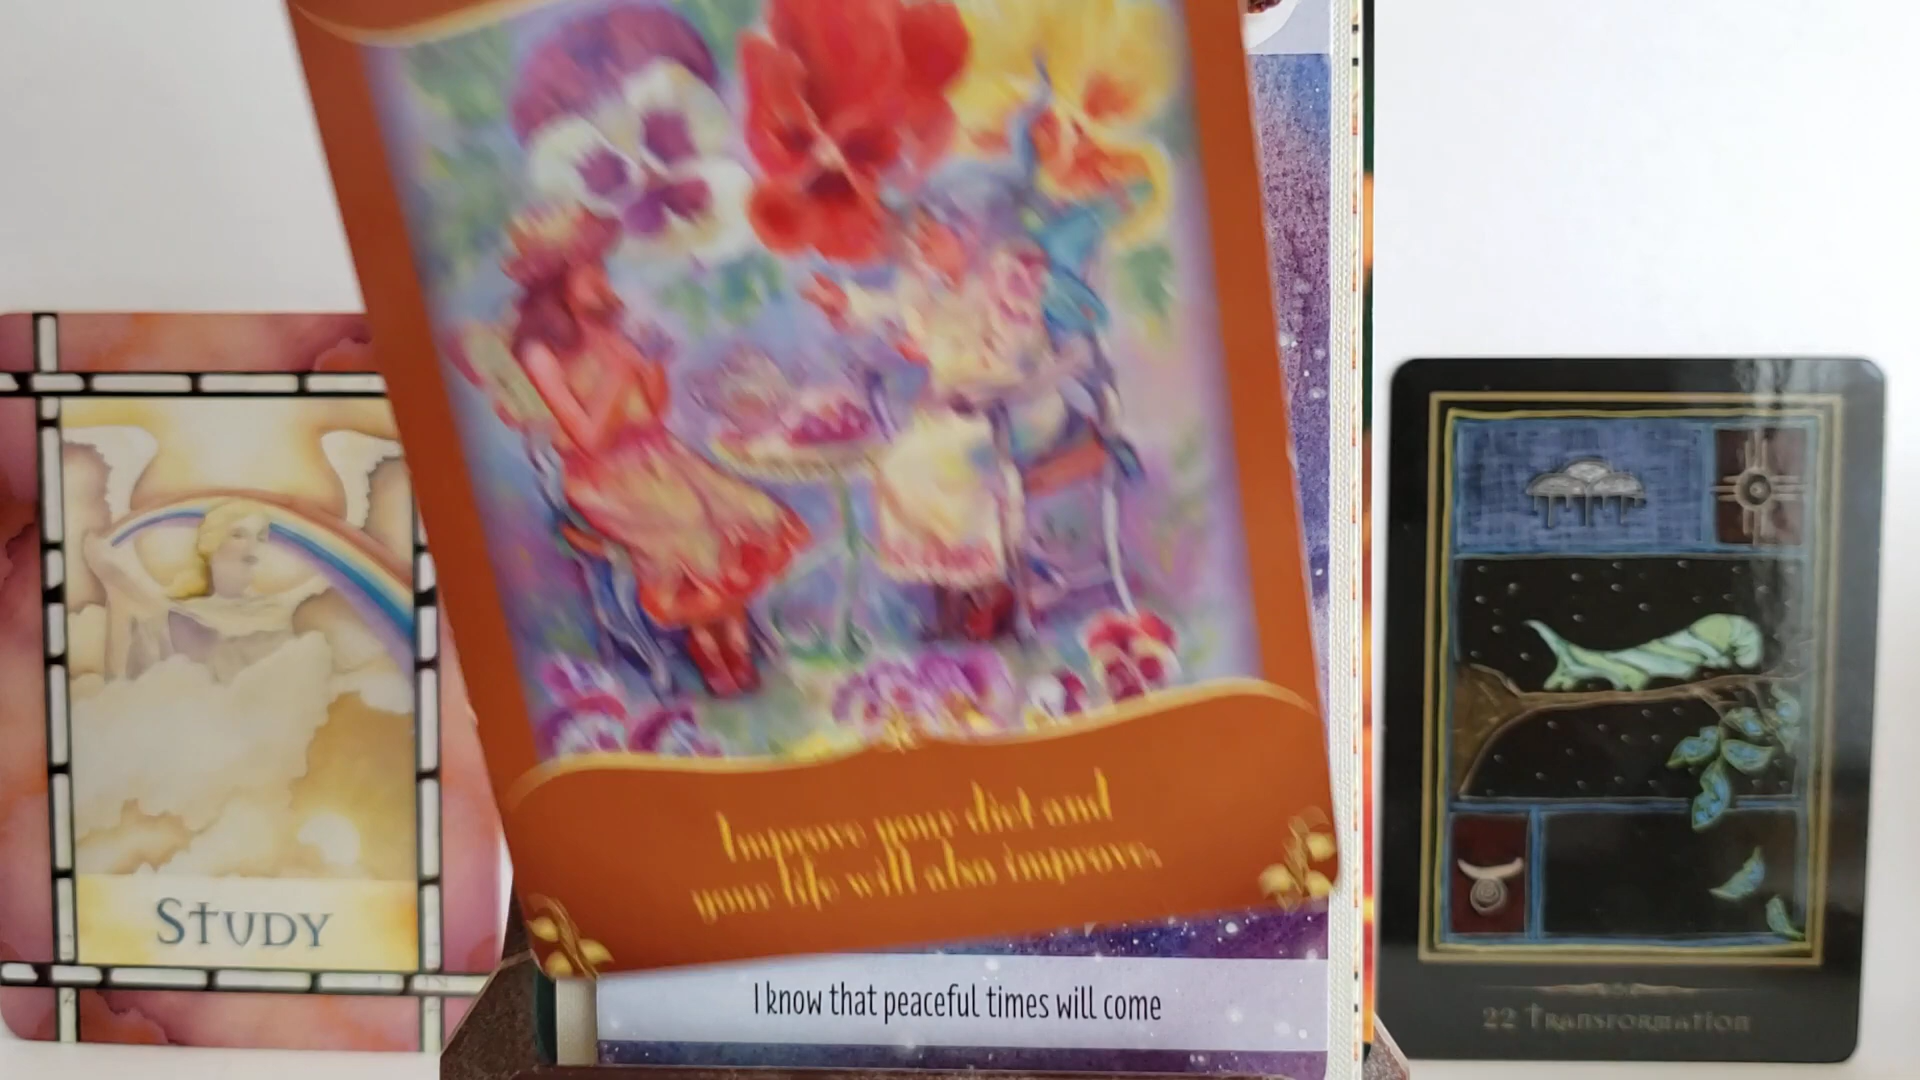 Improve your diet and
your life will also improve.
STUDY
I know that peaceful times will come
22 TRANSFORMATION